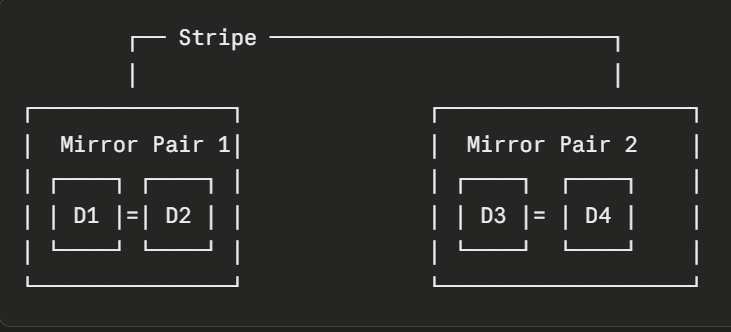 Stripe
Mirror Pair 1 Mirror Pair 2
D1 = D2 D3 = D4